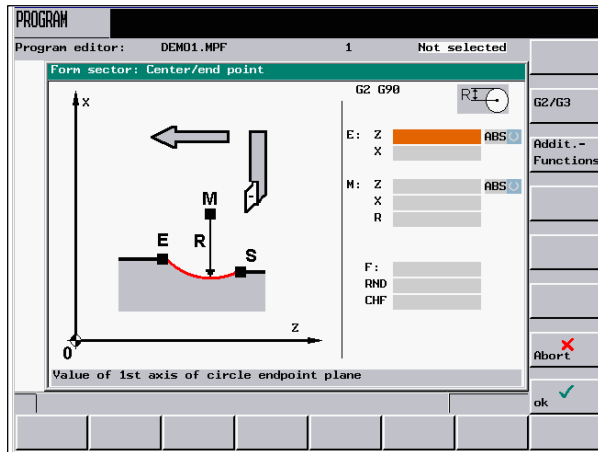 PROGRAM
Program editor: DEMO1.MPF 1 Not selected
Form sector: Center/end point
G2 G90
R
X
G2/G3
E: Z ABS
X
Addit.-
Functions
M: Z ABS
X
R
M
E R S
F:
RND
CHF
Z
0
Abort
Value of 1st axis of circle endpoint plane
ok